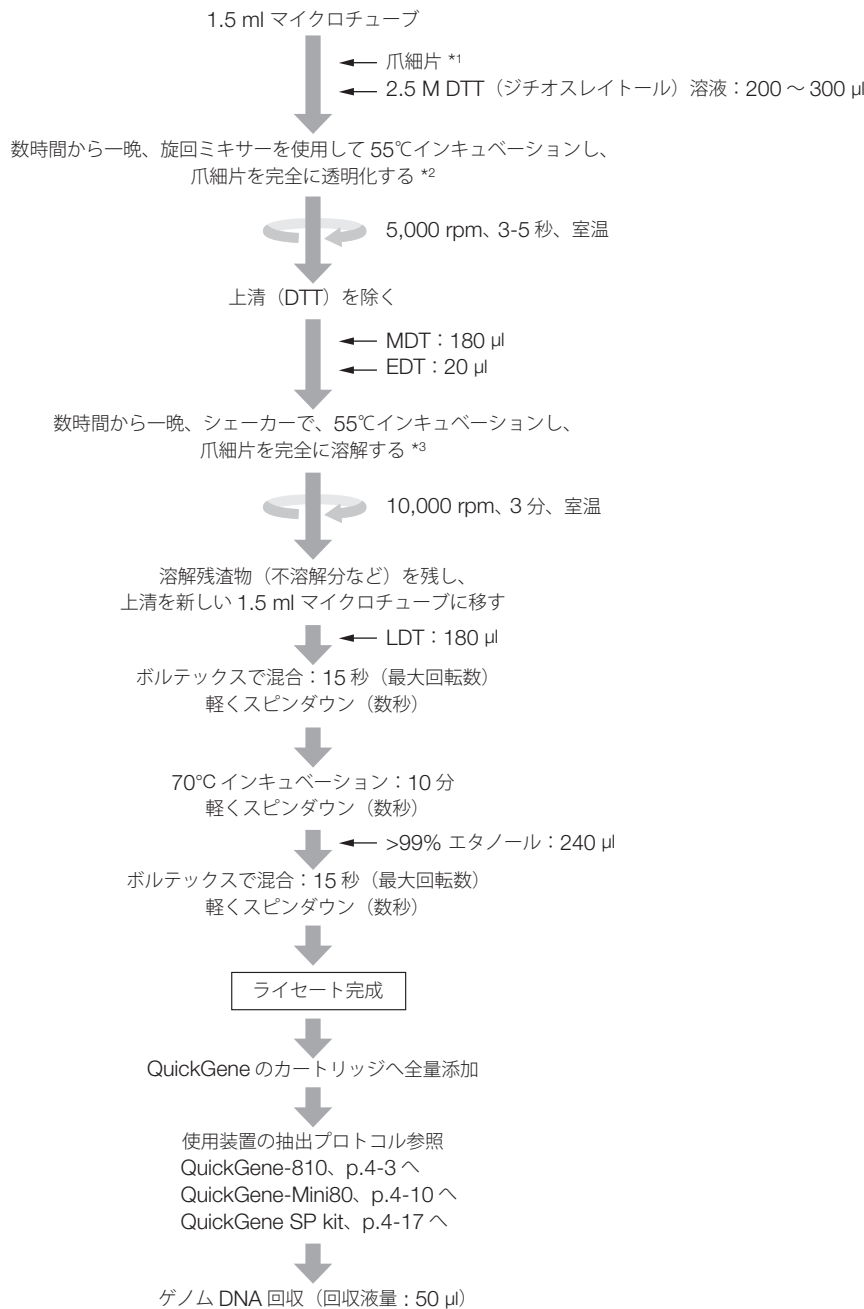 1.5 ml マイクロチューブ
爪細片 *1
2.5 M DTT（ジチオスレイトール）溶液：200 ～ 300 µl
数時間から一晩、旋回ミキサーを使用して 55℃インキュベーションし、
爪細片を完全に透明化する *2
5,000 rpm、3-5 秒、室温
上清（DTT）を除く
MDT：180 µl
EDT：20 µl
数時間から一晩、シェーカーで、55℃インキュベーションし、
爪細片を完全に溶解する *3
10,000 rpm、3 分、室温
溶解残渣物（不溶解分など）を残し、
上清を新しい 1.5 ml マイクロチューブに移す
LDT：180 µl
ボルテックスで混合：15 秒（最大回転数）
軽くスピンダウン（数秒）
70℃ インキュベーション：10 分
軽くスピンダウン（数秒）
>99% エタノール：240 µl
ボルテックスで混合：15 秒（最大回転数）
軽くスピンダウン（数秒）
ライセート完成
QuickGene のカートリッジへ全量添加
使用装置の抽出プロトコル参照
QuickGene-810、p.4-3 へ
QuickGene-Mini80、p.4-10 へ
QuickGene SP kit、p.4-17 へ
ゲノム DNA 回収（回収液量：50 µl）